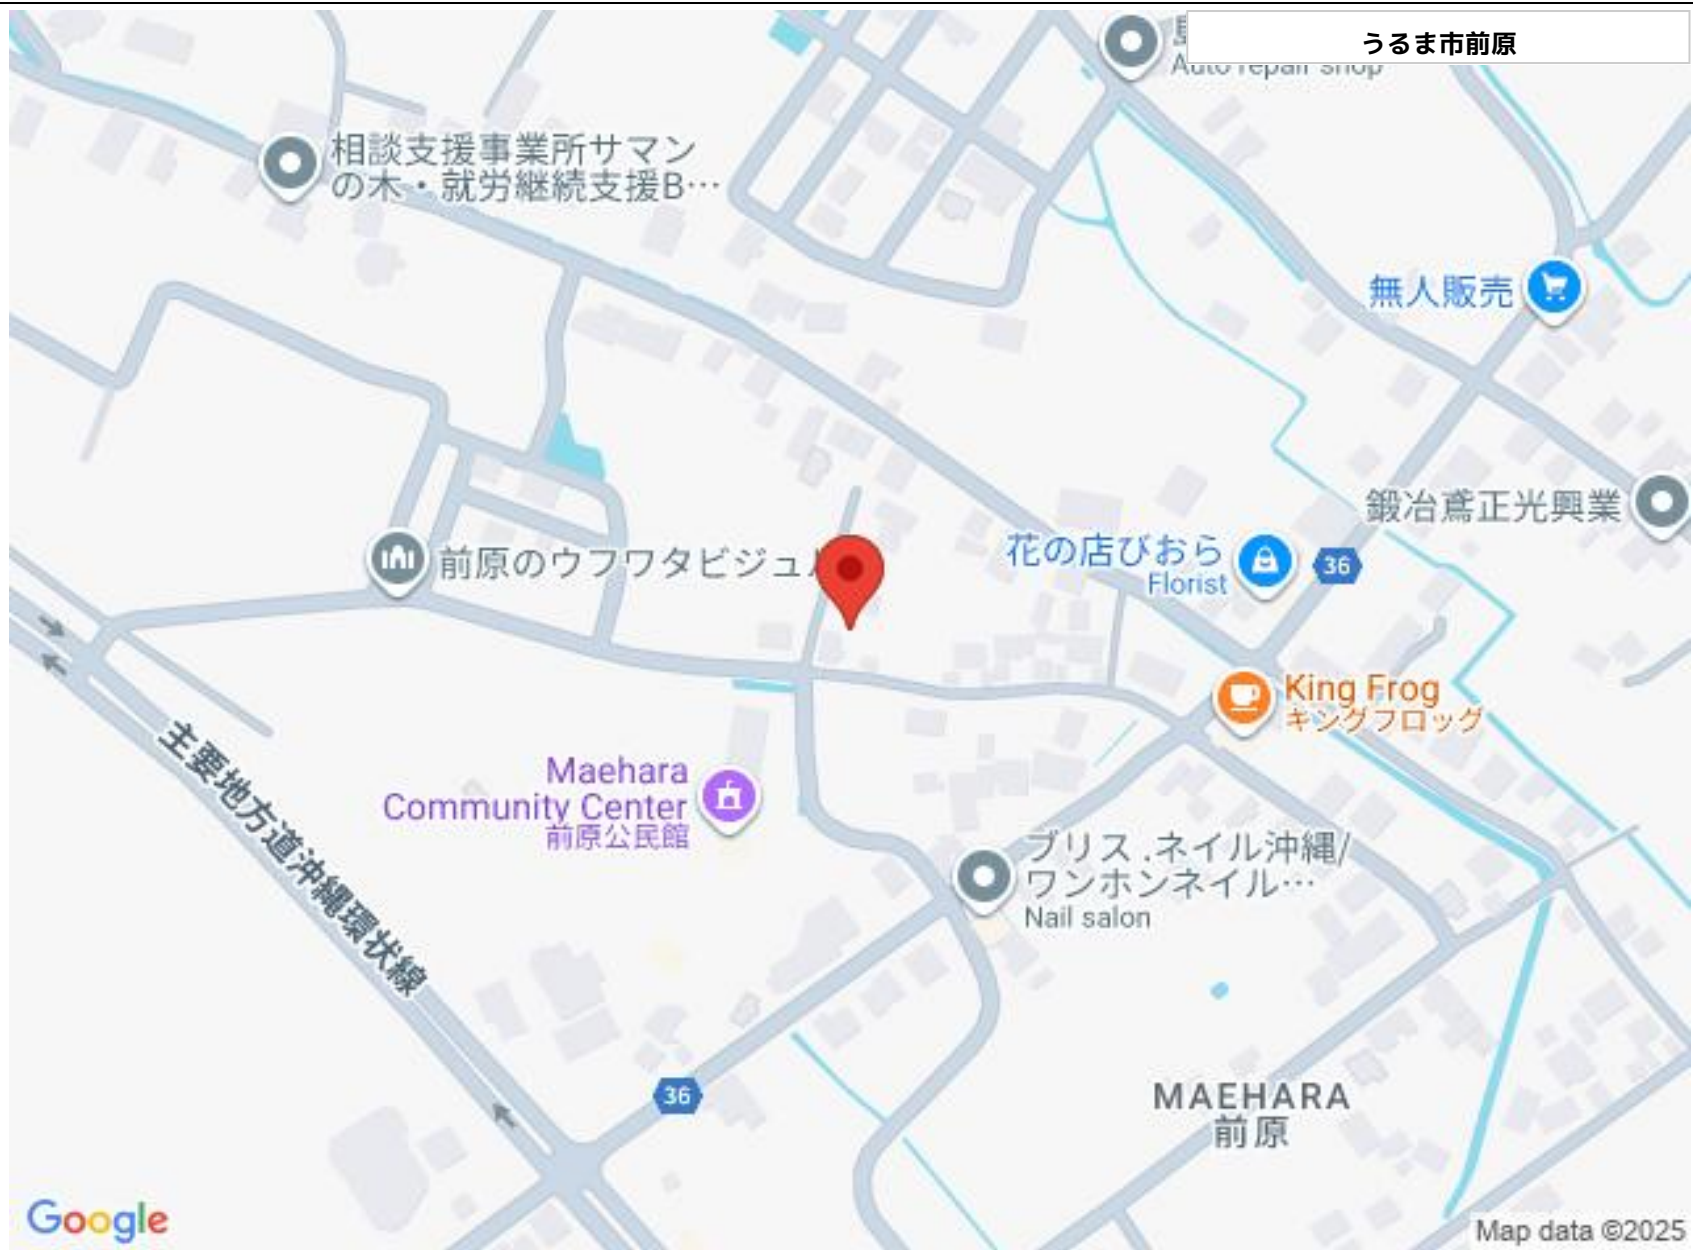 うるま市前原
Auto repair shop
相談支援事業所サマン
の木・就労継続支援B…
無人販売
鍛冶鳶正光興業
花の店びおら
Florist
36
前原のウフワタビジュ
King Frog
キングフロッグ
主要地方道沖縄環状線
Maehara
Community Center
前原公民館
ブリス.ネイル沖縄/
ワンホンネイル…
Nail salon
36
MAEHARA
前原
Google
Map data ©2025